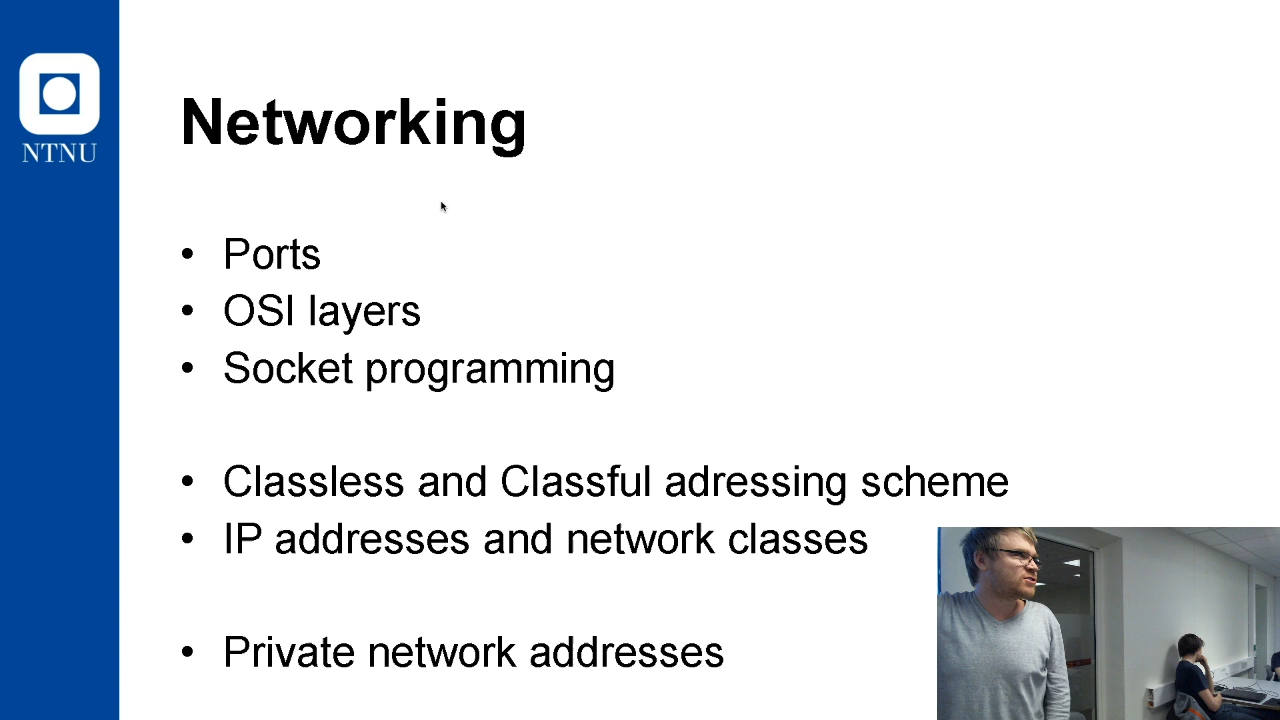 NTNU
Networking
• Ports
• OSI layers
• Socket programming
• Classless and Classful adressing scheme
• IP addresses and network classes
• Private network addresses